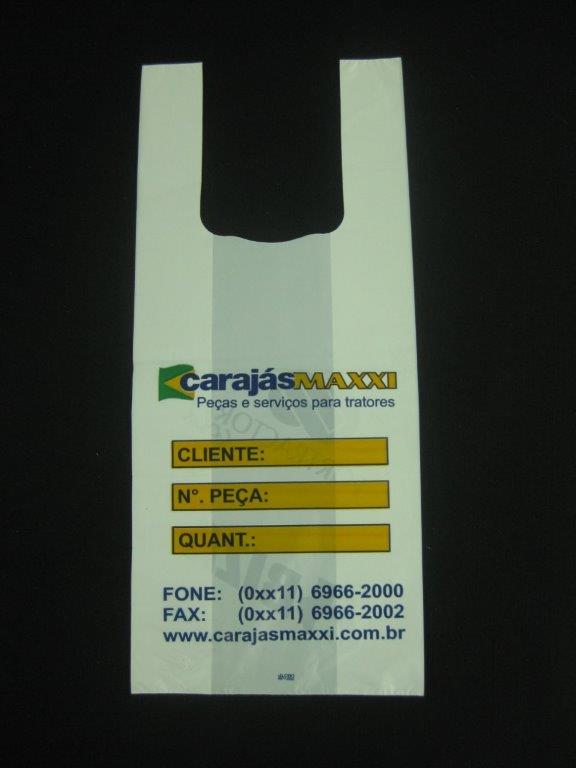 carajásMAXXI
Peças e serviços para tratores
CLIENTE:
N°. PEÇA:
QUANT.:
FONE: (0xx11) 6966-2000
FAX: (0xx11) 6966-2002
www.carajasmaxxi.com.br